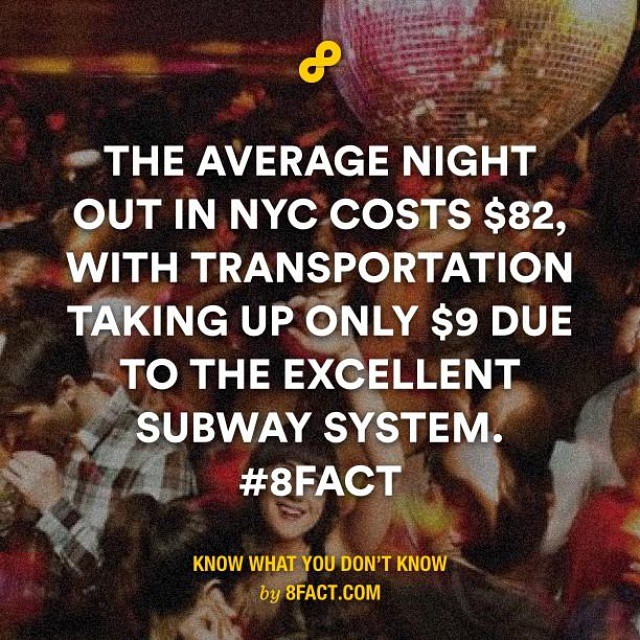 THE AVERAGE NIGHT
OUT IN NYC COSTS $82,
WITH TRANSPORTATION
TAKING UP ONLY $9 DUE
TO THE EXCELLENT
SUBWAY SYSTEM.
#8FACT
KNOW WHAT YOU DON'T KNOW
by 8FACT.COM